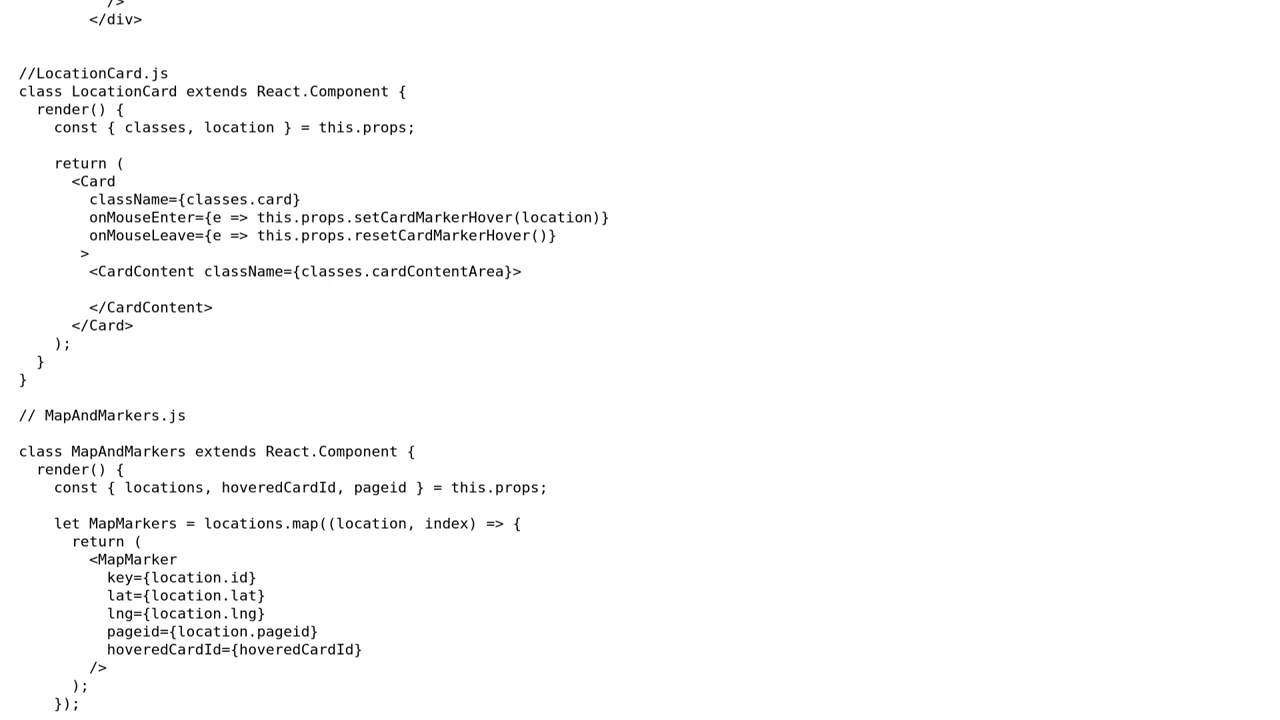 />
</div>
//LocationCard.js
class LocationCard extends React.Component {
render() {
const { classes, location } = this.props;
return (
<Card
className={classes.card}
onMouseEnter={e => this.props.setCardMarkerHover(location)}
onMouseLeave={e => this.props.resetCardMarkerHover()}
>
<CardContent className={classes.cardContentArea}>
</CardContent>
</Card>
);
}
}
// MapAndMarkers.js
class MapAndMarkers extends React.Component {
render() {
const { locations, hoveredCardId, pageid } = this.props;
let MapMarkers = locations.map((location, index) => {
return (
<MapMarker
key={location.id}
lat={location.lat}
lng={location.lng}
pageid={location.pageid}
hoveredCardId={hoveredCardId}
/>
);
});